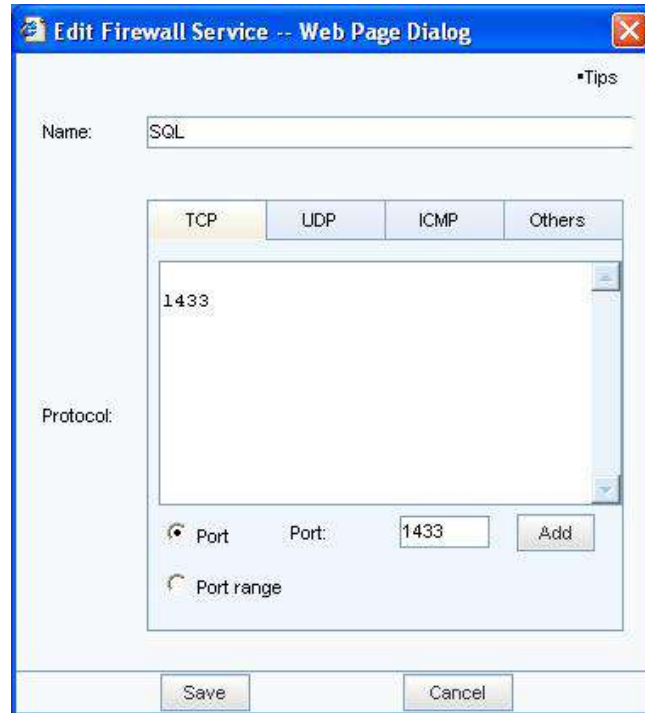 Edit Firewall Service -- Web Page Dialog
▪Tips
Name: SQL
TCP UDP ICMP Others
1433
Protocol:
Port Port: 1433 Add
Port range
Save Cancel